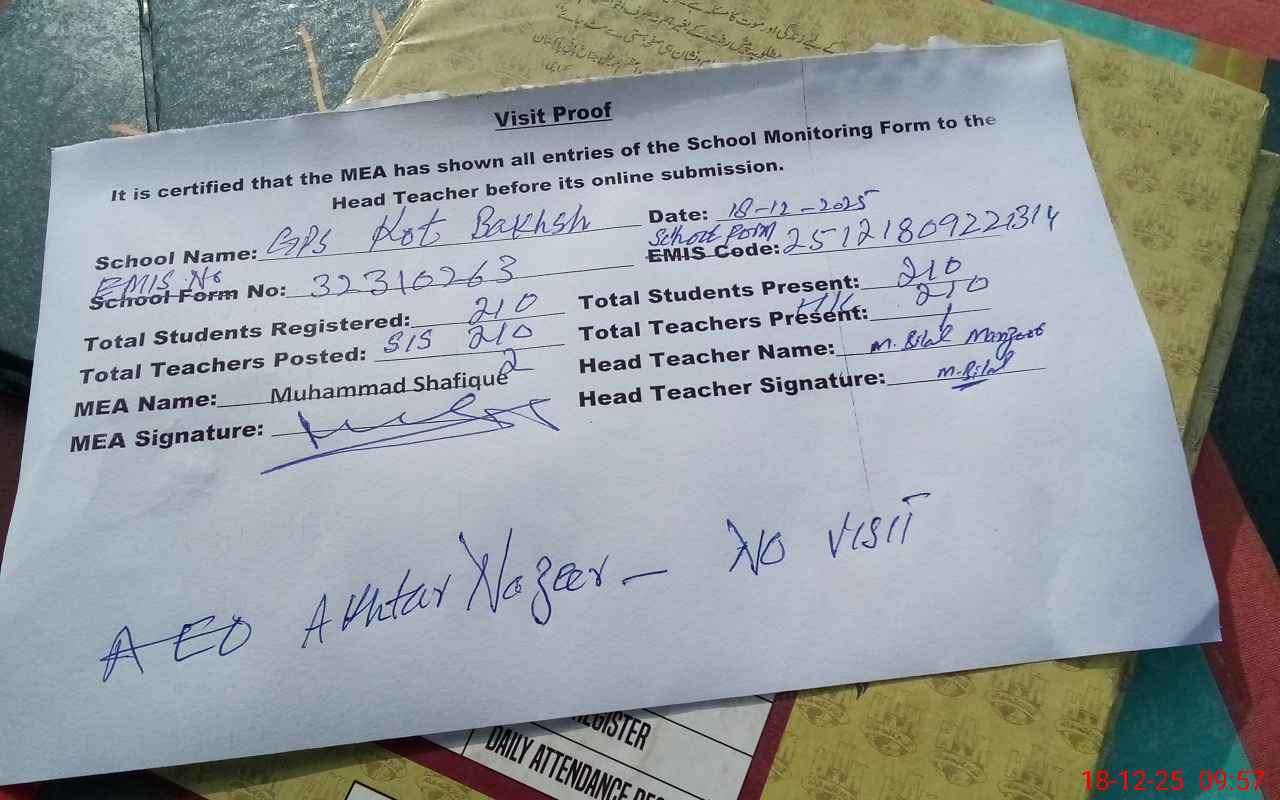 Visit Proof
It is certified that the MEA has shown all entries of the School Monitoring Form to the
Head Teacher before its online submission.
School Name: GPS Kot Bakhsh Date: 18-12-2025
EMIS No School Form
School Form No: 32310263 EMIS Code: 25121809221314
Total Students Registered: 210 Total Students Present: 210
Total Teachers Posted: SIS 210 Total Teachers Present: 210
2 1
MEA Name: Muhammad Shafique Head Teacher Name: M. Bilal Manzoor
MEA Signature: Head Teacher Signature: M. Bilal
AEO Akhtar Nazeer - No VISIT
REGISTER
DAILY ATTENDANCE
18-12-25 09:57